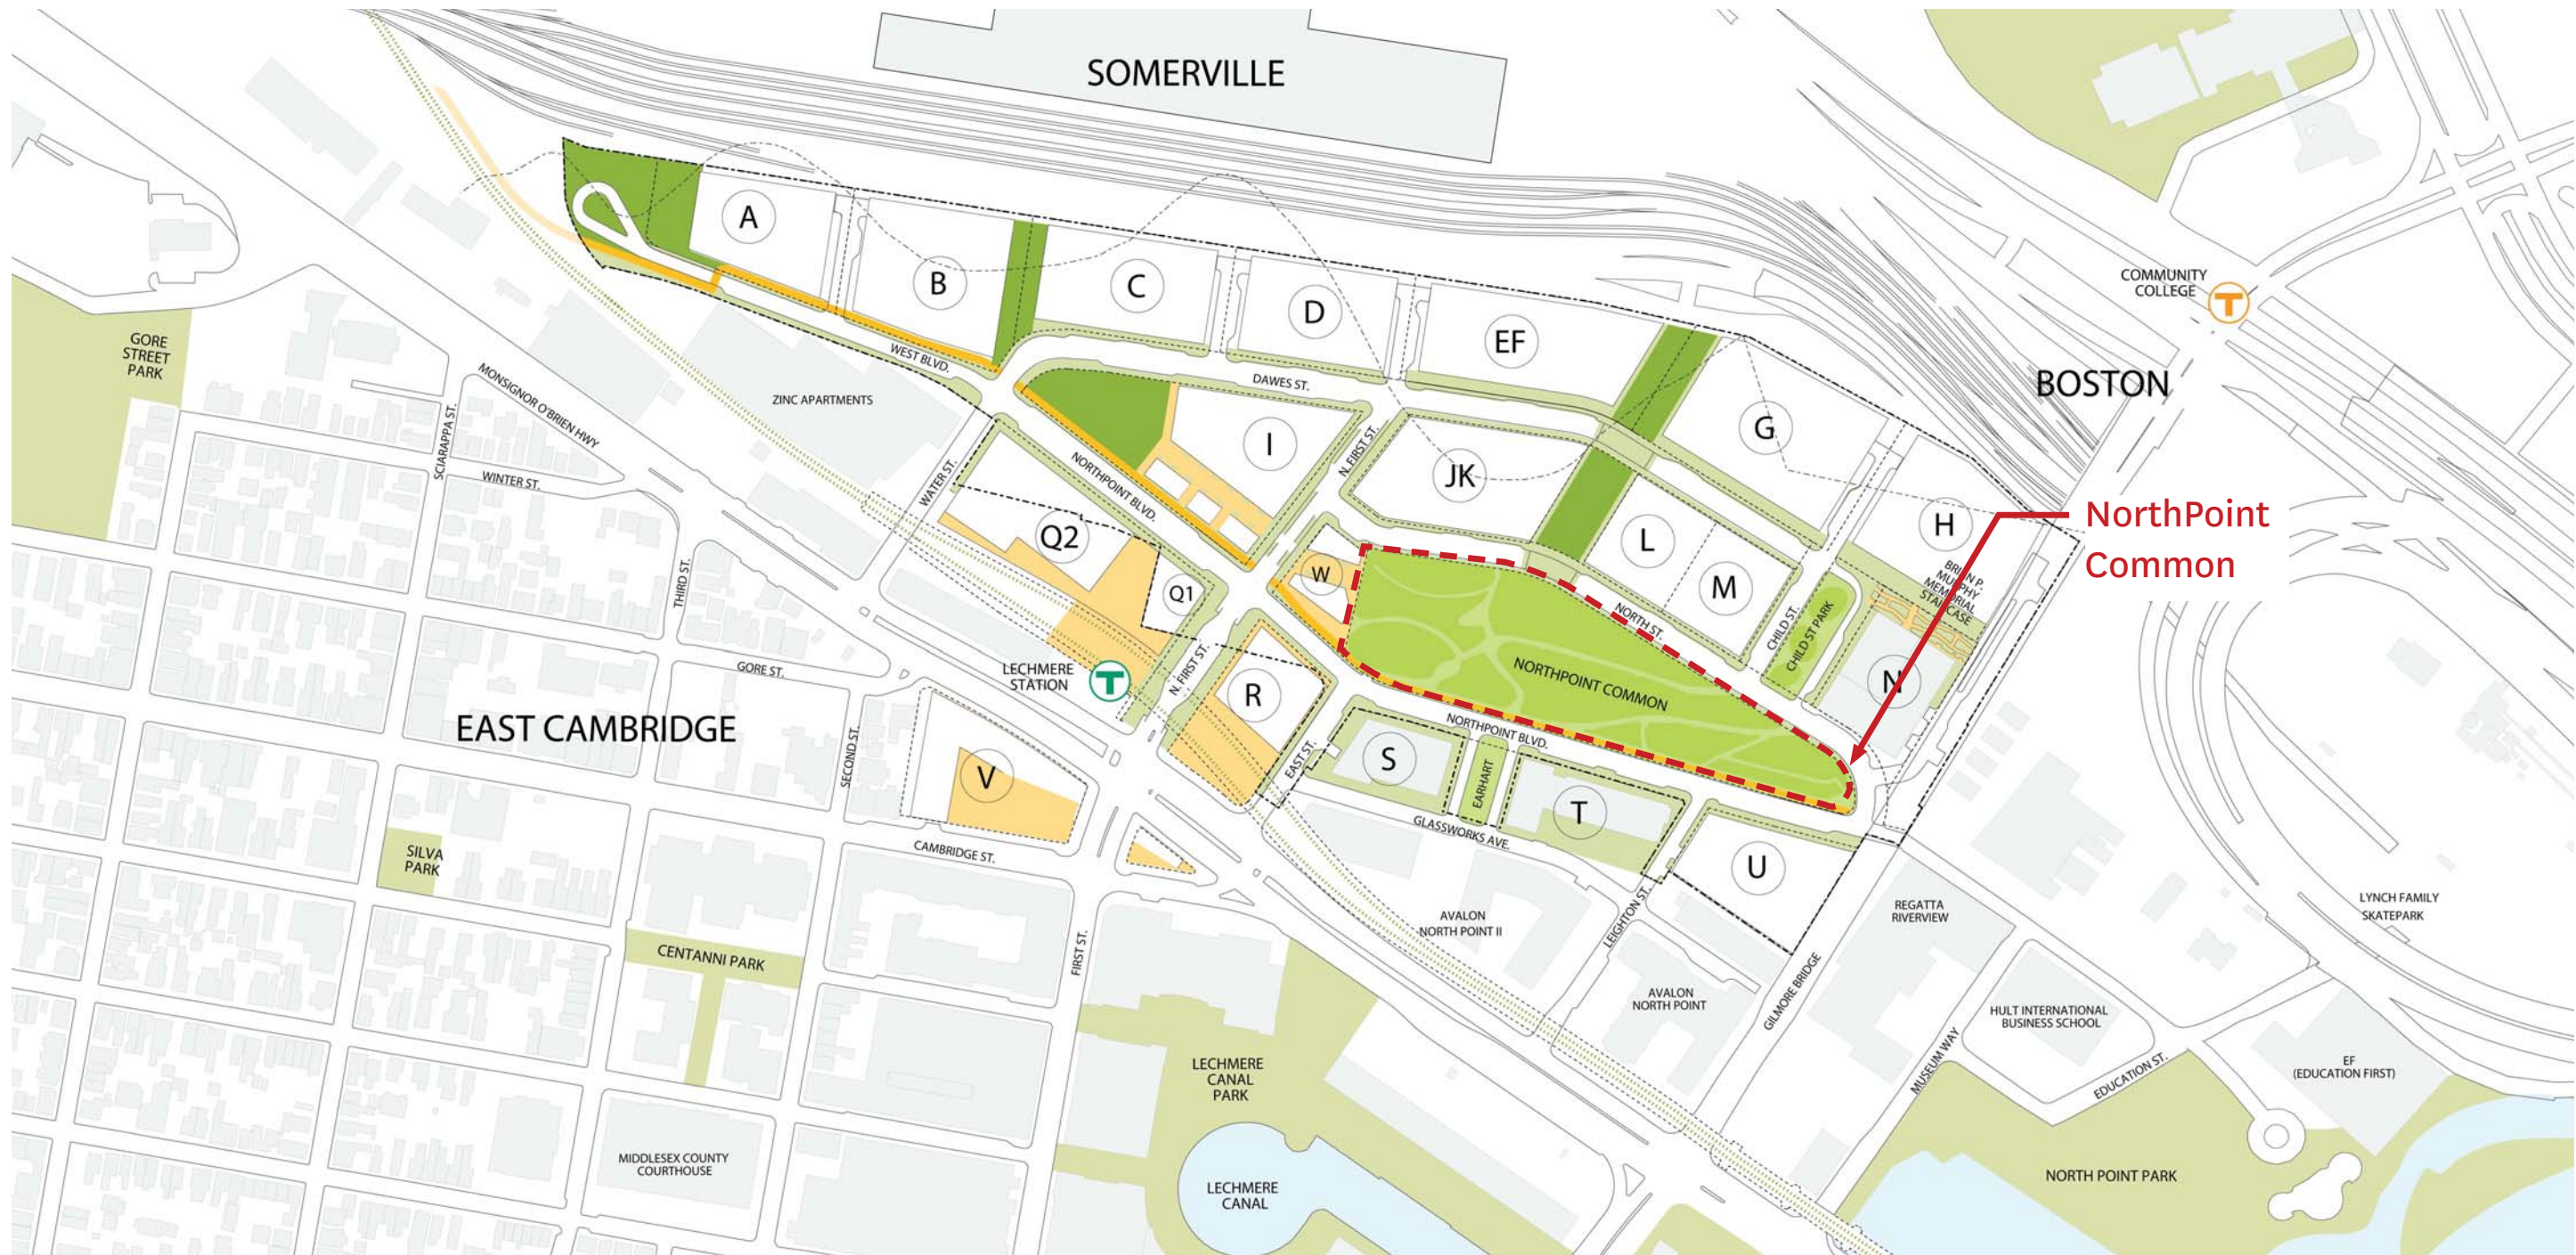 SOMERVILLE
A
B
C
D
EF
COMMUNITY
COLLEGE
T
BOSTON
GORE
STREET
PARK
MONSIGNOR O'BRIEN HWY
SCIARAPPA ST.
WINTER ST.
ZINC APARTMENTS
WEST BLVD.
DAWES ST.
I
N. FIRST ST.
JK
G
H
NorthPoint
Common
WATER ST.
NORTHPOINT BLVD.
Q2
Q1
W
L
M
NORTH ST.
CHILD ST.
CHILD ST PARK
BRIAN P.
MURPHY
MEMORIAL
STAIRCASE
N
THIRD ST.
GORE ST.
LECHMERE
STATION
T
N. FIRST ST.
R
NORTHPOINT COMMON
EAST CAMBRIDGE
SECOND ST.
V
EAST ST.
S
EARHART
NORTHPOINT BLVD.
T
GLASSWORKS AVE.
U
SILVA
PARK
CAMBRIDGE ST.
CENTANNI PARK
FIRST ST.
AVALON
NORTH POINT II
LEIGHTON ST.
REGATTA
RIVERVIEW
LYNCH FAMILY
SKATEPARK
AVALON
NORTH POINT
GILMORE BRIDGE
HULT INTERNATIONAL
BUSINESS SCHOOL
MUSEUM WAY
EDUCATION ST.
EF
(EDUCATION FIRST)
LECHMERE
CANAL
PARK
MIDDLESEX COUNTY
COURTHOUSE
LECHMERE
CANAL
NORTH POINT PARK